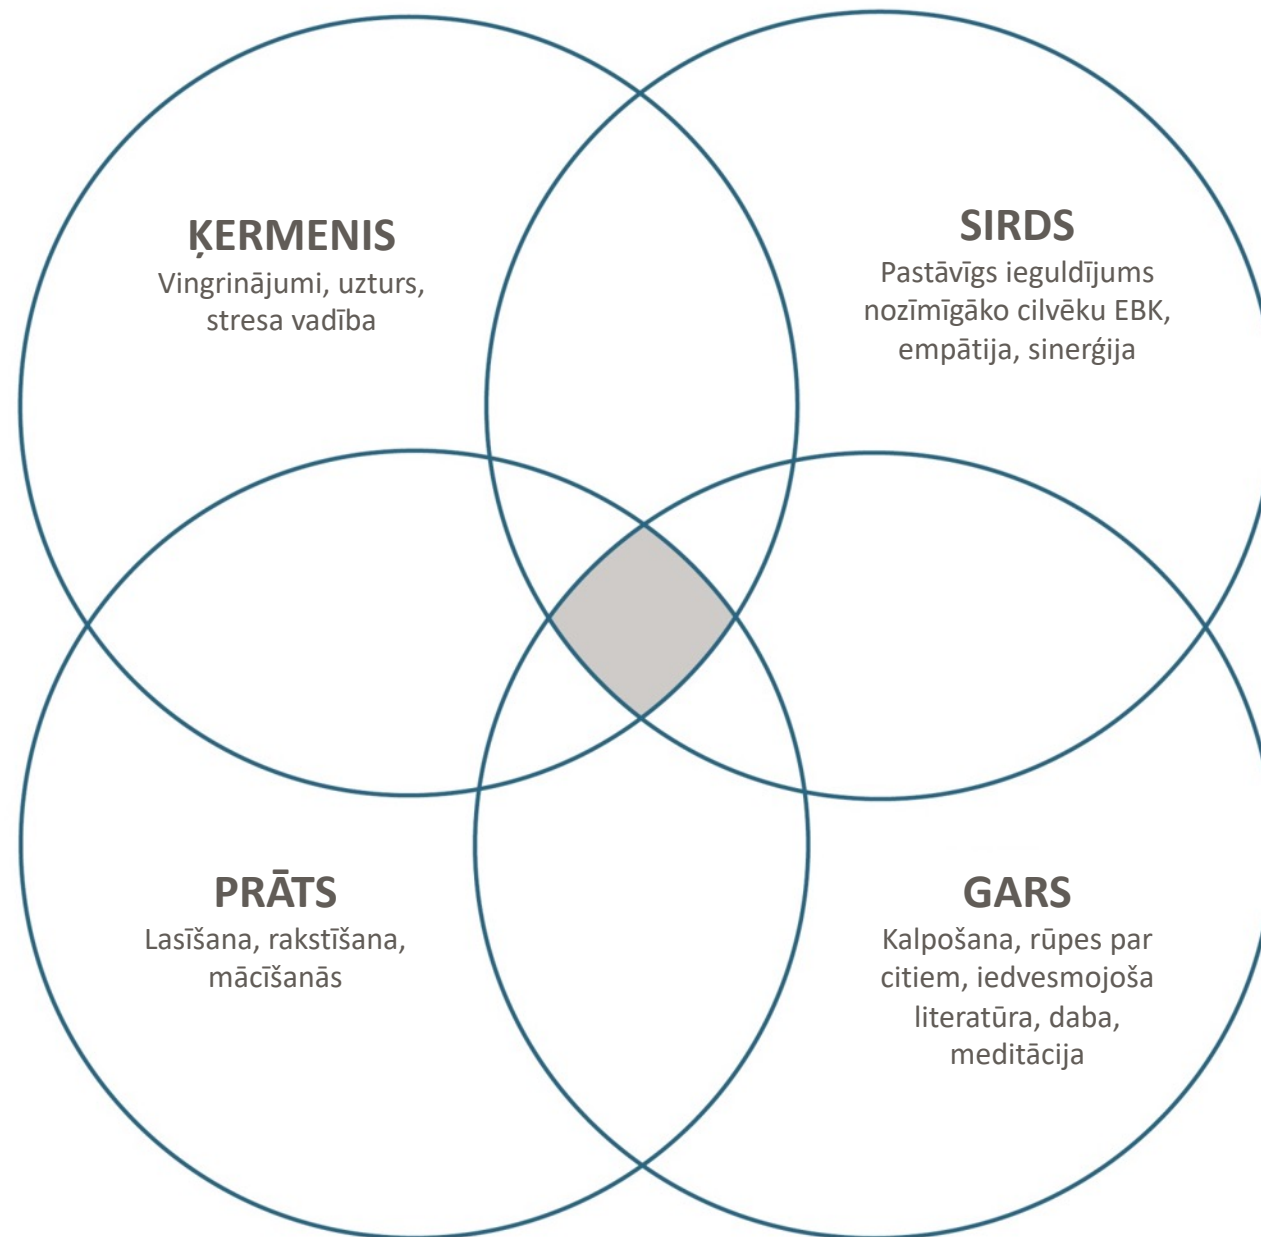 ĶERMENIS
Vingrinājumi, uzturs,
stresa vadība
SIRDS
Pastāvīgs ieguldījums
nozīmīgāko cilvēku EBK,
empātija, sinerģija
PRĀTS
Lasīšana, rakstīšana,
mācīšanās
GARS
Kalpošana, rūpes par
citiem, iedvesmojoša
literatūra, daba,
meditācija